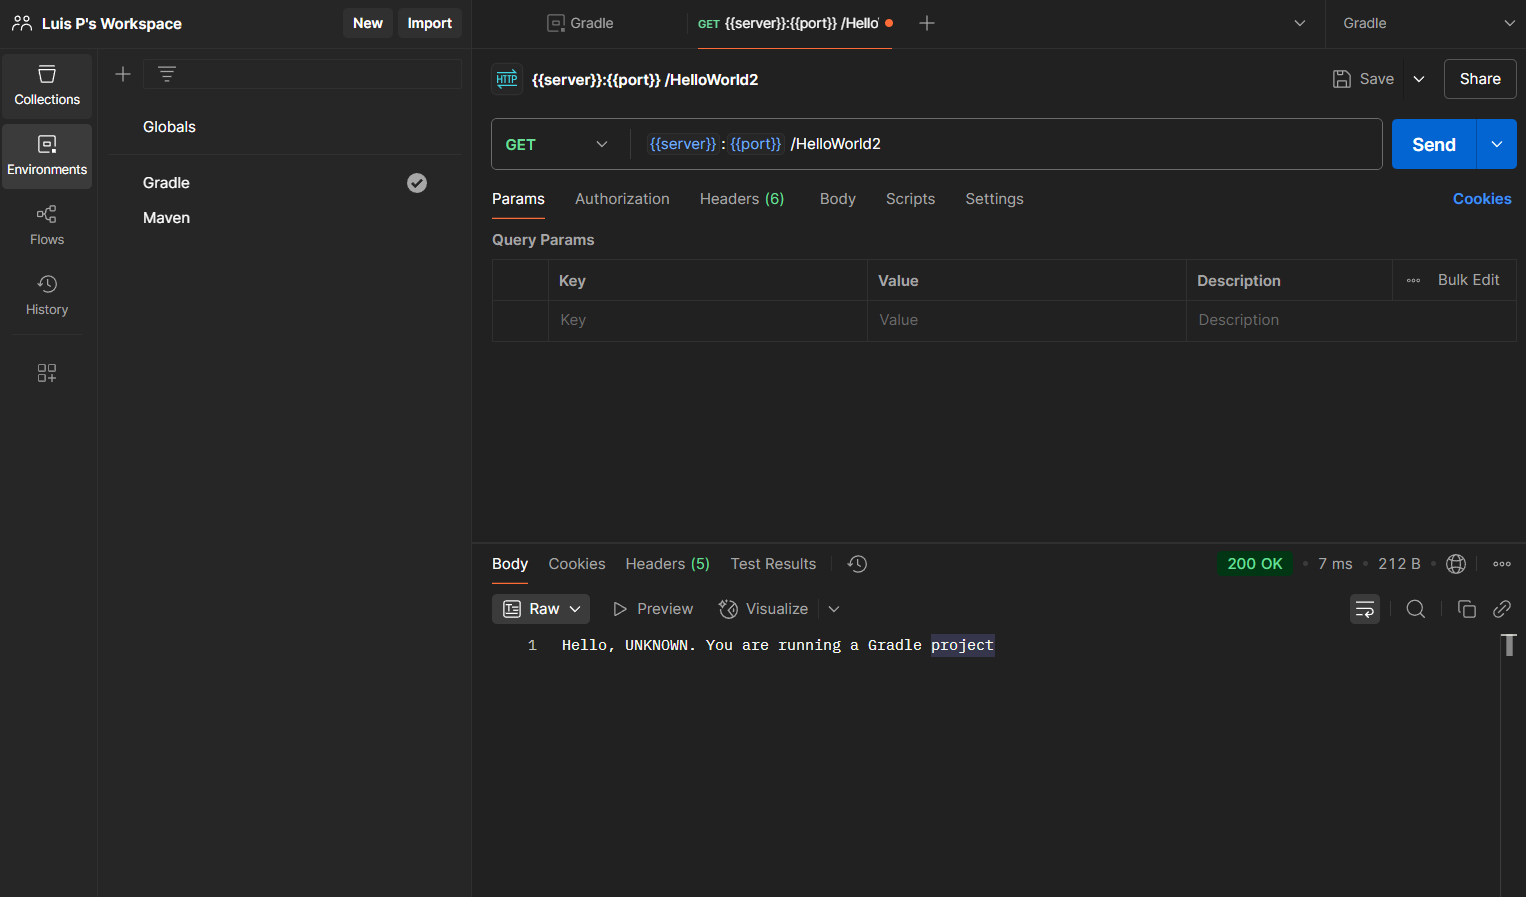 Luis P's Workspace
New
Import
Gradle
GET {{server}}:{{port}} /Hello
Gradle
Collections
Environments
Flows
History
Globals
Gradle
Maven
HTTP {{server}}:{{port}} /HelloWorld2
Save
Share
GET
{{server}} : {{port}} /HelloWorld2
Send
Params
Authorization
Headers (6)
Body
Scripts
Settings
Cookies
Query Params
Key
Value
Description
Bulk Edit
Key
Value
Description
Body
Cookies
Headers (5)
Test Results
200 OK
7 ms
212 B
Raw
Preview
Visualize
1 Hello, UNKNOWN. You are running a Gradle project